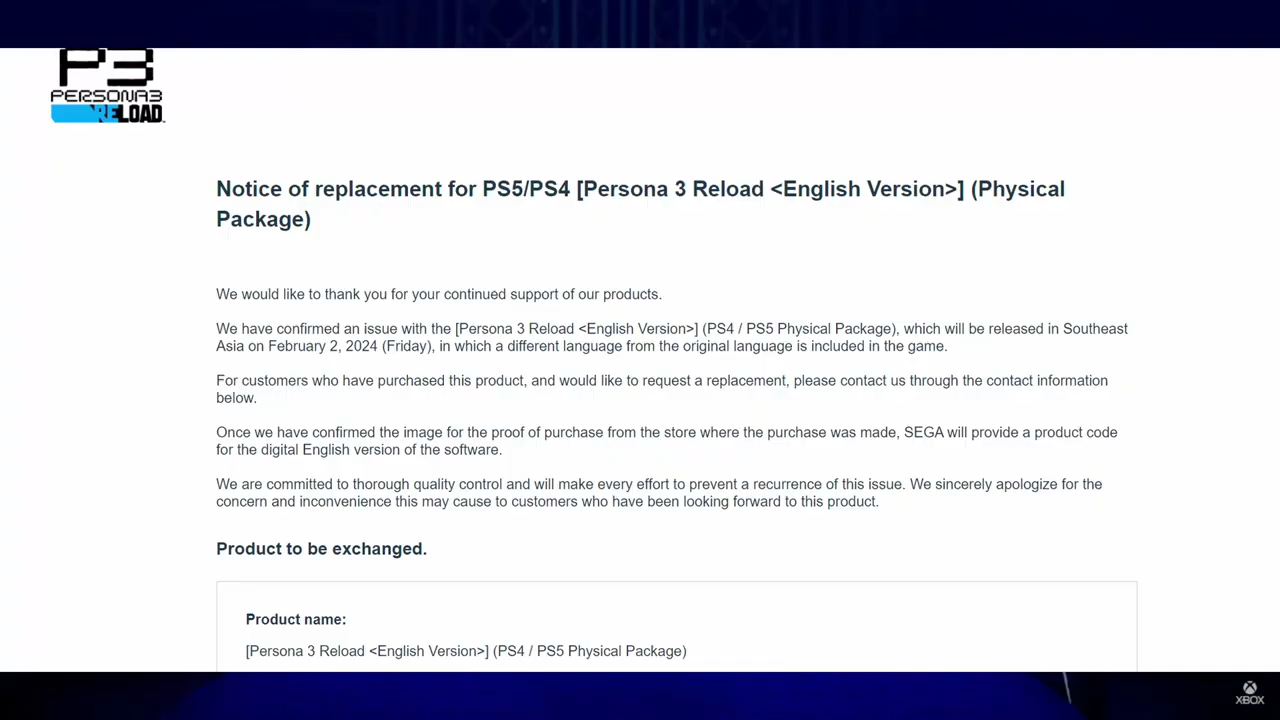 P3
PERSONA3
RELOAD
Notice of replacement for PS5/PS4 [Persona 3 Reload <English Version>] (Physical
Package)
We would like to thank you for your continued support of our products.
We have confirmed an issue with the [Persona 3 Reload <English Version>] (PS4 / PS5 Physical Package), which will be released in Southeast
Asia on February 2, 2024 (Friday), in which a different language from the original language is included in the game.
For customers who have purchased this product, and would like to request a replacement, please contact us through the contact information
below.
Once we have confirmed the image for the proof of purchase from the store where the purchase was made, SEGA will provide a product code
for the digital English version of the software.
We are committed to thorough quality control and will make every effort to prevent a recurrence of this issue. We sincerely apologize for the
concern and inconvenience this may cause to customers who have been looking forward to this product.
Product to be exchanged.
Product name:
[Persona 3 Reload <English Version>] (PS4 / PS5 Physical Package)
XBOX